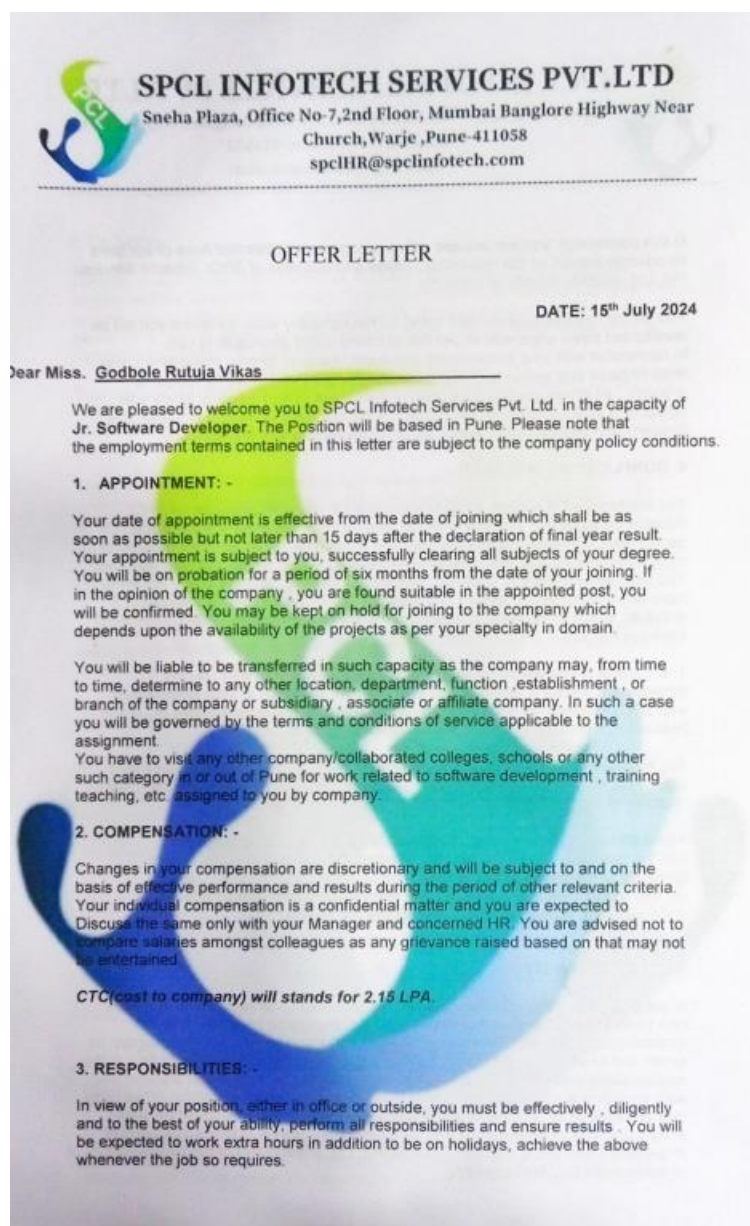 PCL
SPCL INFOTECH SERVICES PVT.LTD
Sneha Plaza, Office No-7,2nd Floor, Mumbai Banglore Highway Near
Church,Warje ,Pune-411058
spclHR@spclinfotech.com
OFFER LETTER
DATE: 15th July 2024
Dear Miss. Godbole Rutuja Vikas
We are pleased to welcome you to SPCL Infotech Services Pvt. Ltd. in the capacity of
Jr. Software Developer. The Position will be based in Pune. Please note that
the employment terms contained in this letter are subject to the company policy conditions.
1. APPOINTMENT: -
Your date of appointment is effective from the date of joining which shall be as
soon as possible but not later than 15 days after the declaration of final year result.
Your appointment is subject to you, successfully clearing all subjects of your degree.
You will be on probation for a period of six months from the date of your joining. If
in the opinion of the company , you are found suitable in the appointed post, you
will be confirmed. You may be kept on hold for joining to the company which
depends upon the availability of the projects as per your specialty in domain.
You will be liable to be transferred in such capacity as the company may, from time
to time, determine to any other location, department, function ,establishment , or
branch of the company or subsidiary , associate or affiliate company. In such a case
you will be governed by the terms and conditions of service applicable to the
assignment.
You have to visit any other company/collaborated colleges, schools or any other
such category in or out of Pune for work related to software development , training
teaching, etc. assigned to you by company.
2. COMPENSATION: -
Changes in your compensation are discretionary and will be subject to and on the
basis of effective performance and results during the period of other relevant criteria.
Your individual compensation is a confidential matter and you are expected to
Discuss the same only with your Manager and concerned HR. You are advised not to
compare salaries amongst colleagues as any grievance raised based on that may not
be entertained.
CTC(cost to company) will stands for 2.15 LPA.
3. RESPONSIBILITIES: -
In view of your position, either in office or outside, you must be effectively , diligently
and to the best of your ability, perform all responsibilities and ensure results . You will
be expected to work extra hours in addition to be on holidays, achieve the above
whenever the job so requires.